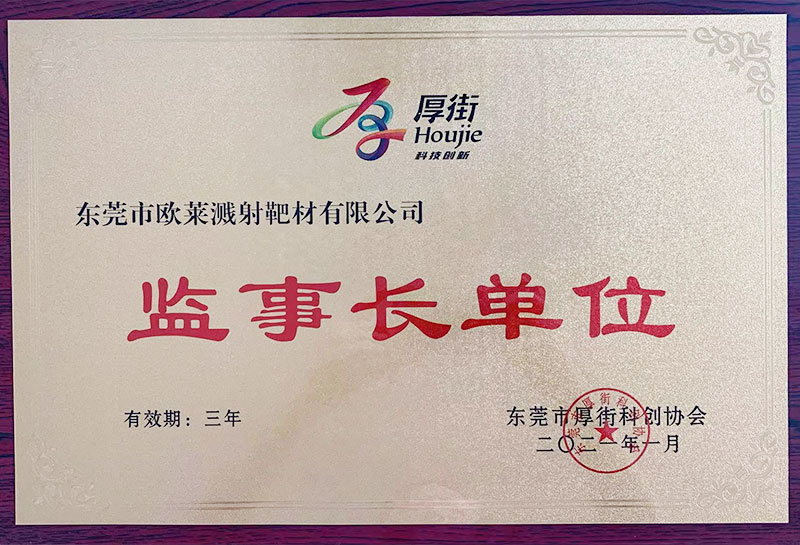 厚街
Houjie
科技创新
东莞市欧莱溅射靶材有限公司
监事长单位
有效期：三年
东莞市厚街科创协会
二〇二一年一月